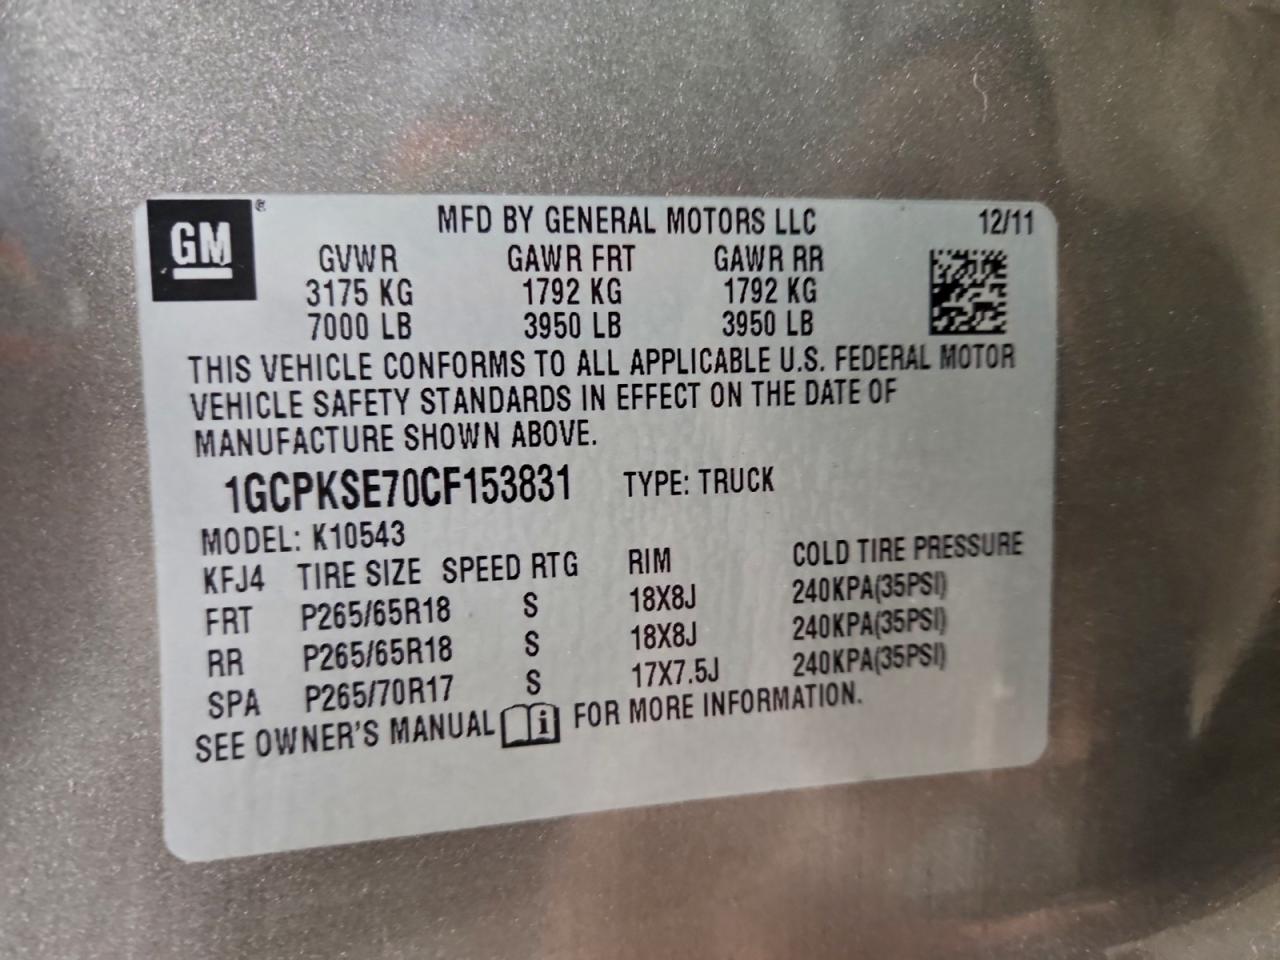 GM ®
MFD BY GENERAL MOTORS LLC 12/11
GVWR GAWR FRT GAWR RR
3175 KG 1792 KG 1792 KG
7000 LB 3950 LB 3950 LB
THIS VEHICLE CONFORMS TO ALL APPLICABLE U.S. FEDERAL MOTOR
VEHICLE SAFETY STANDARDS IN EFFECT ON THE DATE OF
MANUFACTURE SHOWN ABOVE.
1GCPKSE70CF153831 TYPE: TRUCK
MODEL: K10543
KFJ4 TIRE SIZE SPEED RTG RIM COLD TIRE PRESSURE
FRT P265/65R18 S 18X8J 240KPA(35PSI)
RR P265/65R18 S 18X8J 240KPA(35PSI)
SPA P265/70R17 S 17X7.5J 240KPA(35PSI)
SEE OWNER'S MANUAL i FOR MORE INFORMATION.